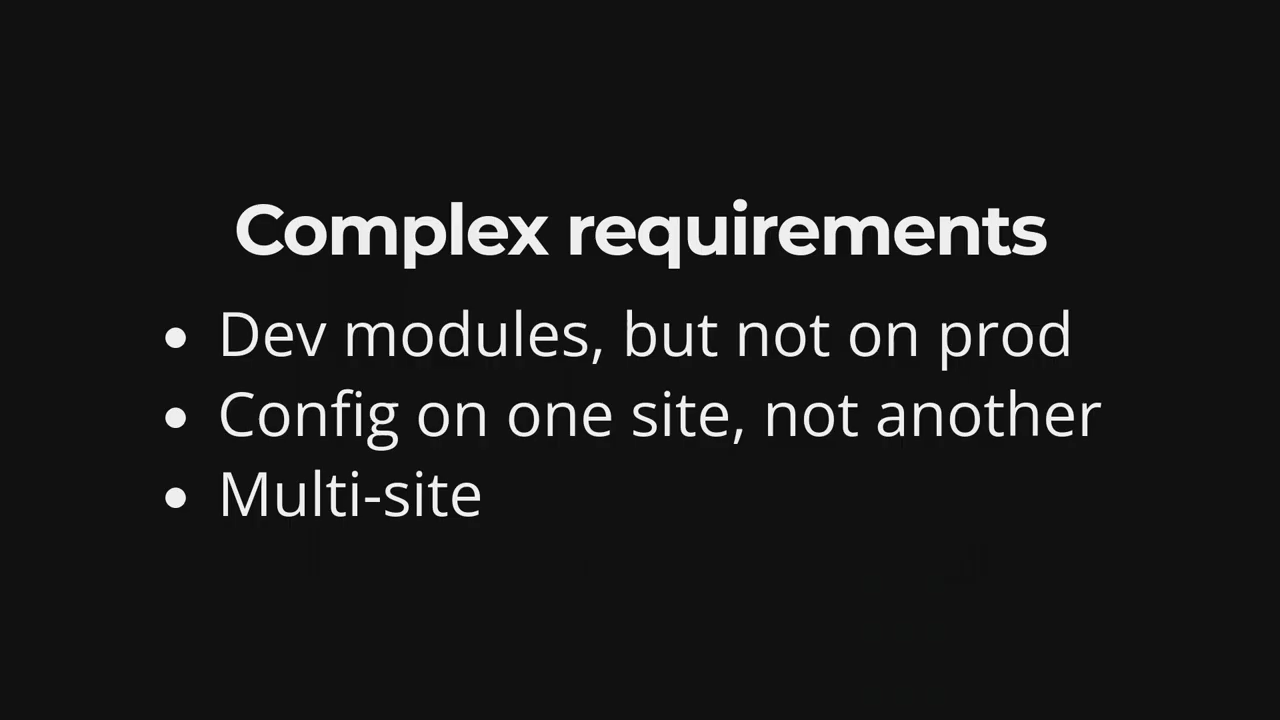 Complex requirements
• Dev modules, but not on prod
• Config on one site, not another
• Multi-site